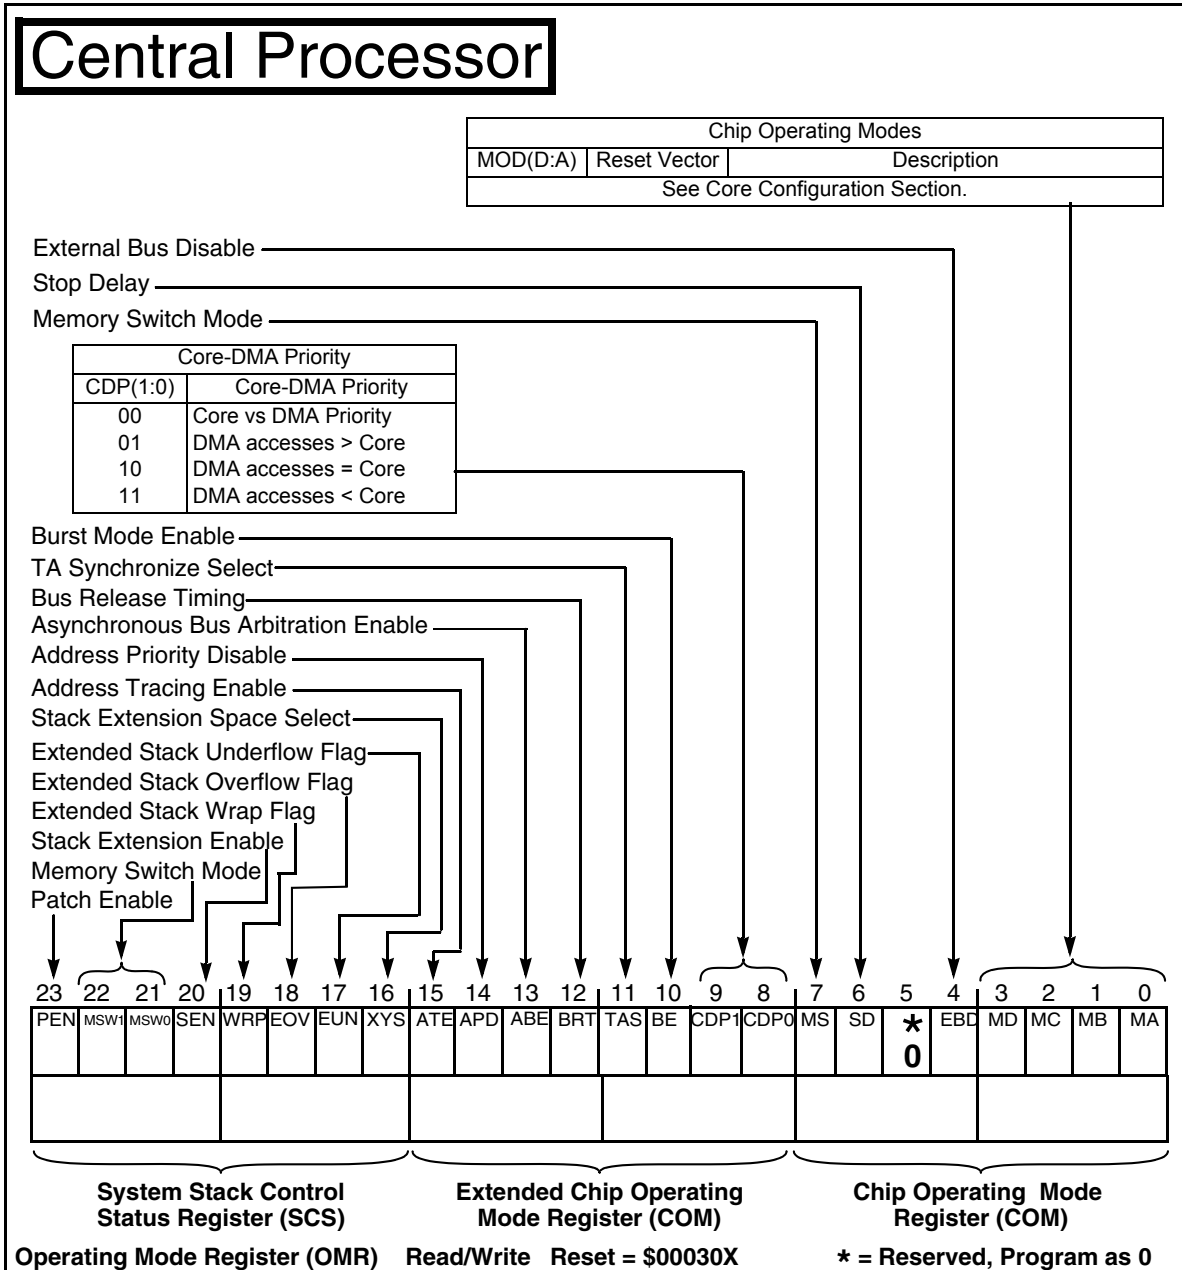 Central Processor
Chip Operating Modes
MOD(D:A) Reset Vector Description
See Core Configuration Section.
External Bus Disable
Stop Delay
Memory Switch Mode
Core-DMA Priority
CDP(1:0) Core-DMA Priority
00 Core vs DMA Priority
01 DMA accesses > Core
10 DMA accesses = Core
11 DMA accesses < Core
Burst Mode Enable
TA Synchronize Select
Bus Release Timing
Asynchronous Bus Arbitration Enable
Address Priority Disable
Address Tracing Enable
Stack Extension Space Select
Extended Stack Underflow Flag
Extended Stack Overflow Flag
Extended Stack Wrap Flag
Stack Extension Enable
Memory Switch Mode
Patch Enable
23 22 21 20 19 18 17 16 15 14 13 12 11 10 9 8 7 6 5 4 3 2 1 0
PEN MSW1 MSW0 SEN WRP EOV EUN XYS ATE APD ABE BRT TAS BE CDP1 CDP0 MS SD * EBD MD MC MB MA
0
System Stack Control
Status Register (SCS)
Extended Chip Operating
Mode Register (COM)
Chip Operating Mode
Register (COM)
Operating Mode Register (OMR) Read/Write Reset = $00030X * = Reserved, Program as 0